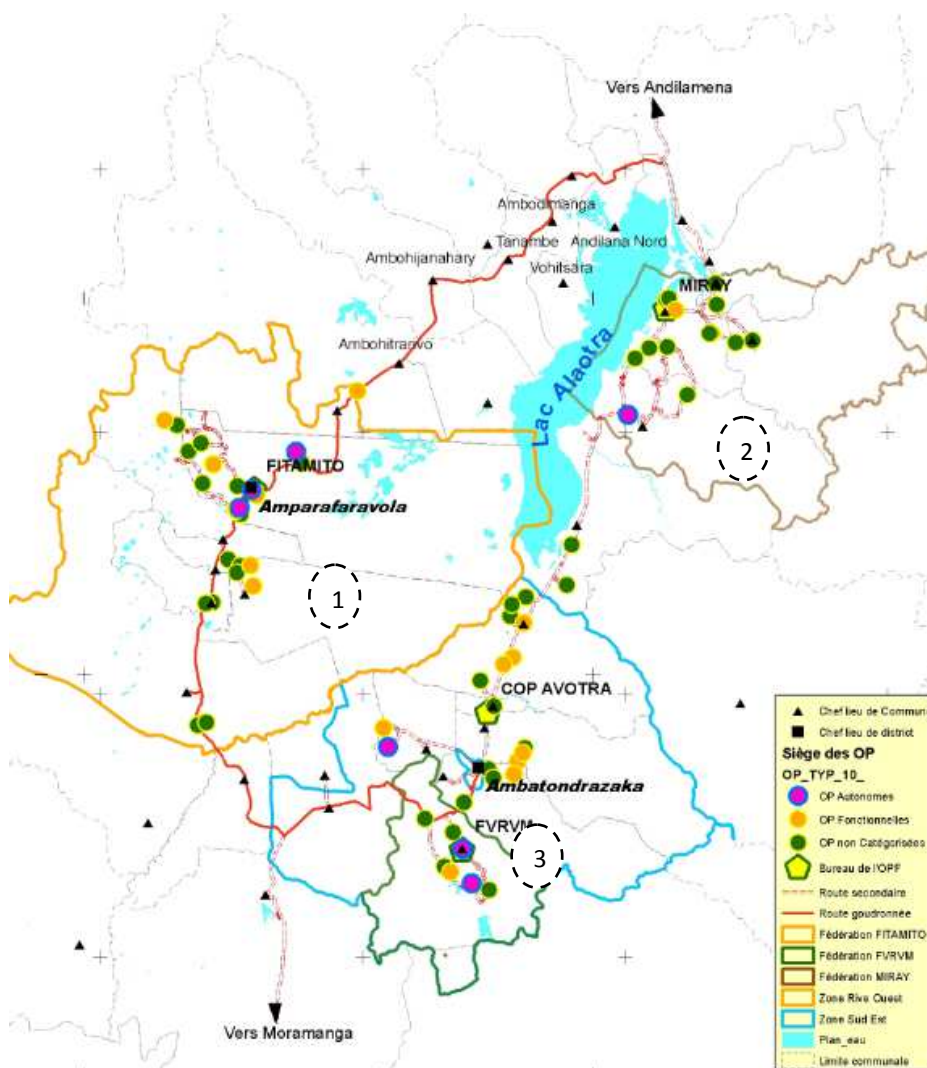 Vers Andilamena
Ambodimanga
Tanambe
Andilana Nord
Ambohijanahary
Vohitsara
MIRAY
Ambohitrarivo
Lac Alaotra
2
FITAMITO
Amparafaravola
1
COP AVOTRA
Ambatondrazaka
FVRVM
3
Vers Moramanga
Chef lieu de Commun
Chef lieu de district
Siège des OP
OP_TYP_10_
OP Autonomes
OP Fonctionnelles
OP non Catégorisées
Bureau de l'OPF
Route secondaire
Route goudronnée
Fédération FITAMITO
Fédération FVRVM
Fédération MIRAY
Zone Rive Ouest
Zone Sud Est
Plan_eau
Limite communale